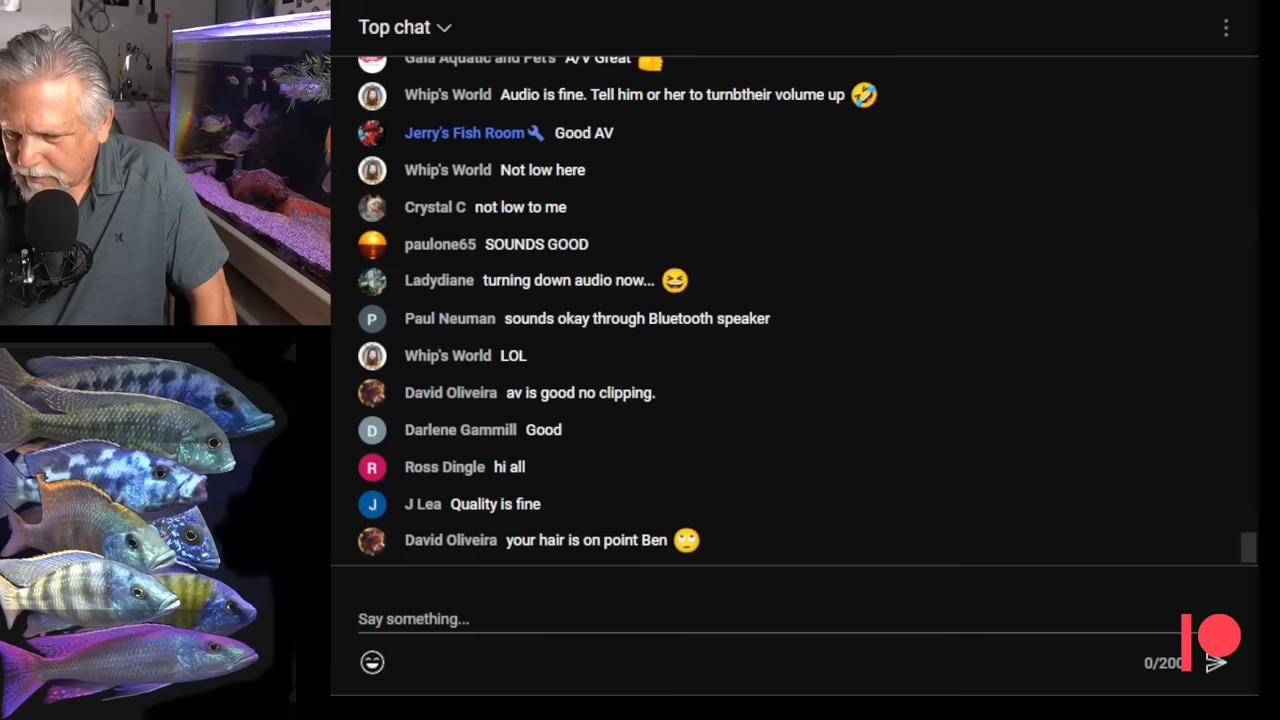 Top chat
Gaia Aquatic and Pet's A/V Great
Whip's World Audio is fine. Tell him or her to turnbtheir volume up
Jerry's Fish Room Good AV
Whip's World Not low here
Crystal C not low to me
paulone65 SOUNDS GOOD
Ladydiane turning down audio now...
P Paul Neuman sounds okay through Bluetooth speaker
Whip's World LOL
David Oliveira av is good no clipping.
D Darlene Gammill Good
R Ross Dingle hi all
J J Lea Quality is fine
David Oliveira your hair is on point Ben
Say something...
0/200